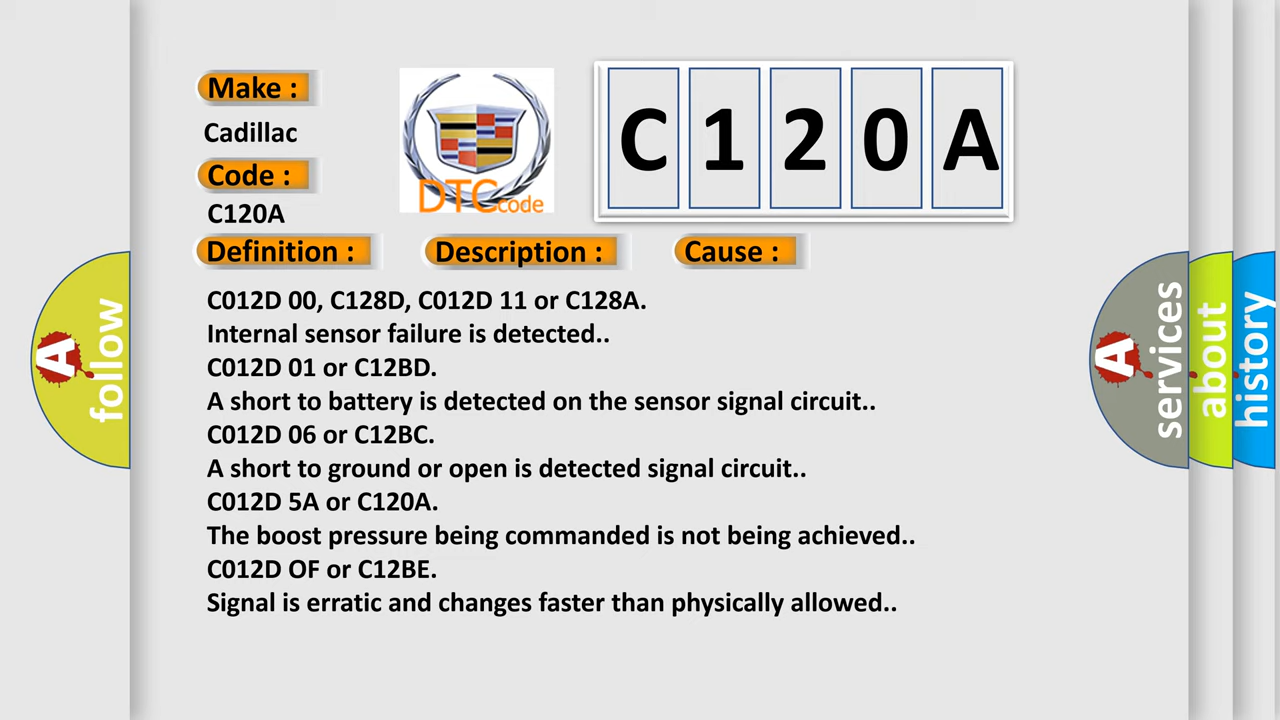 Make :
Cadillac
Code :
C120A
DTC code
C120A
Definition :
Description :
Cause :
C012D 00, C128D, C012D 11 or C128A.
Internal sensor failure is detected..
C012D 01 or C12BD.
A short to battery is detected on the sensor signal circuit..
C012D 06 or C12BC.
A short to ground or open is detected signal circuit..
C012D 5A or C120A.
The boost pressure being commanded is not being achieved..
C012D OF or C12BE.
Signal is erratic and changes faster than physically allowed..
A follow
A services
about
history